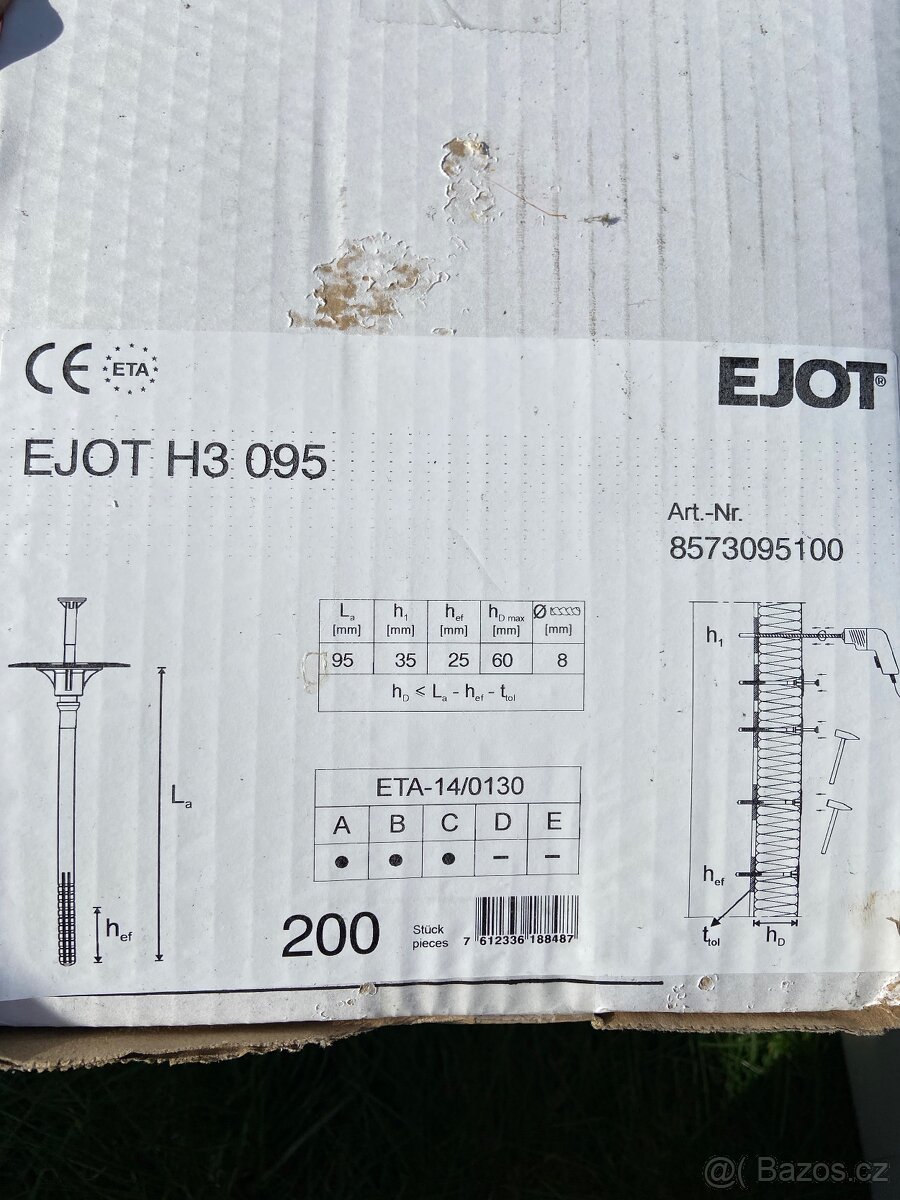 CE ETA
EJOT®
EJOT H3 095
Art.-Nr.
8573095100
La h1 hef hD max Ø
[mm] [mm] [mm] [mm] [mm]
95 35 25 60 8
hD ≤ La - hef - ttol
ETA-14/0130
A B C D E
● ● ● – –
La
hef
200 Stück
pieces
7 612336 188487
h1
hef
ttol hD
@( Bazos.cz